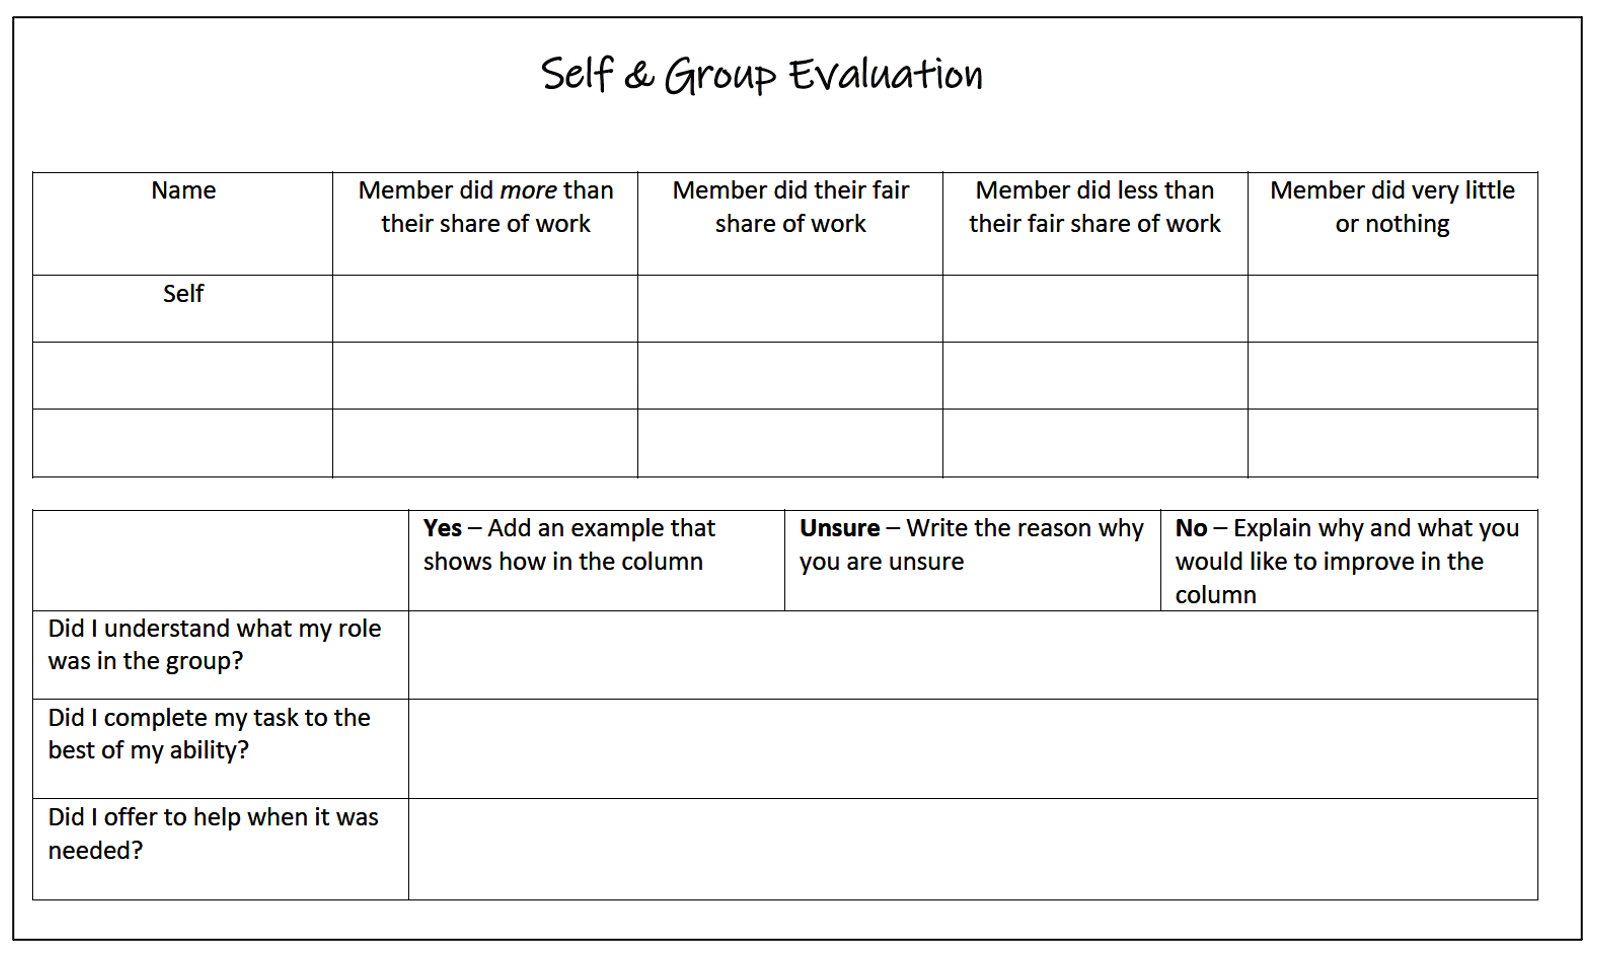 Self & Group Evaluation
Name
Member did more than
their share of work
Member did their fair
share of work
Member did less than
their fair share of work
Member did very little
or nothing
Self
Yes – Add an example that
shows how in the column
Unsure – Write the reason why
you are unsure
No – Explain why and what you
would like to improve in the
column
Did I understand what my role
was in the group?
Did I complete my task to the
best of my ability?
Did I offer to help when it was
needed?